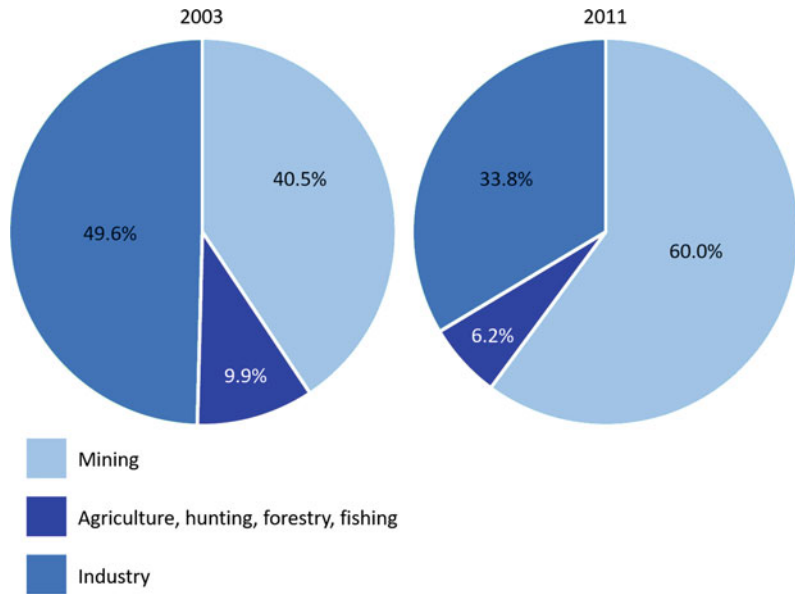 2003
2011
40.5%
49.6%
9.9%
33.8%
60.0%
6.2%
Mining
Agriculture, hunting, forestry, fishing
Industry